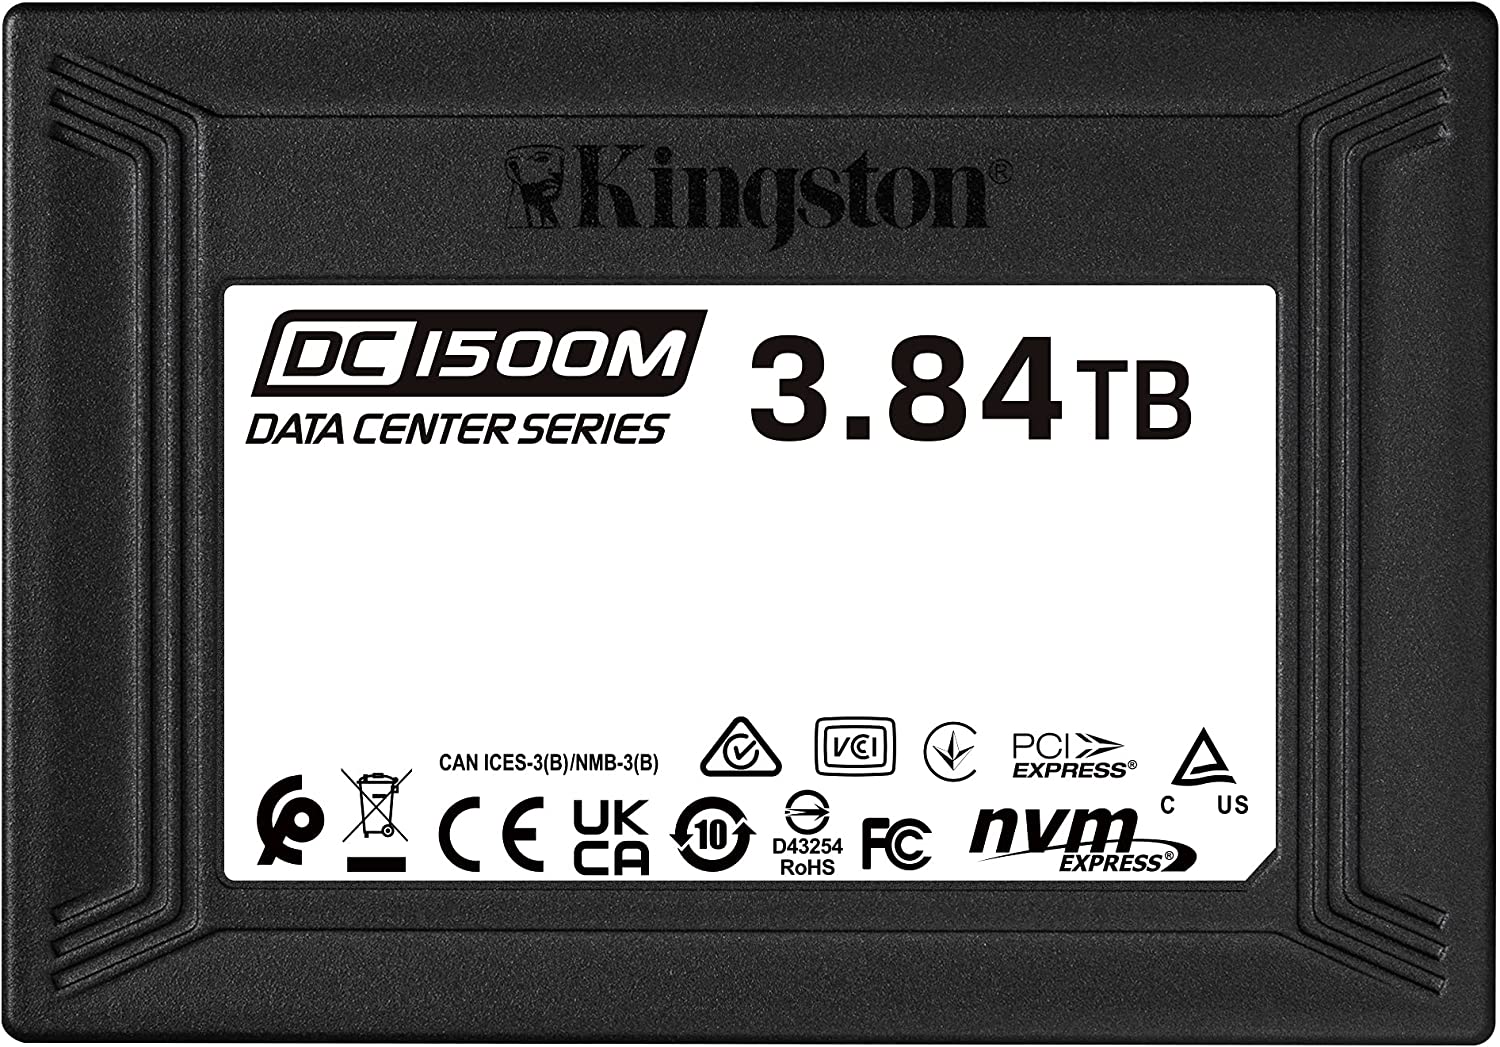 Kingston®
DC1500M
DATA CENTER SERIES
3.84TB
CAN ICES-3(B)/NMB-3(B)
VCI
PCI
EXPRESS®
C US
CE
UK
CA
10
D43254
RoHS
FC
nvm
EXPRESS®